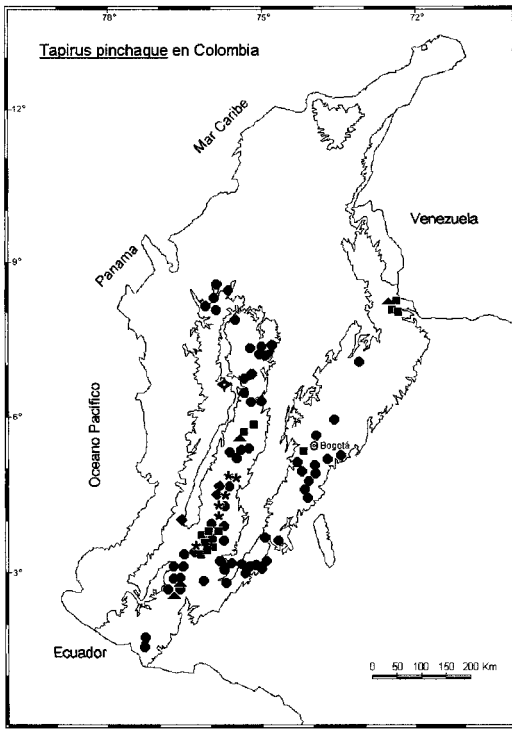 78°
75°
72°
Tapirus pinchaque en Colombia
12°
Mar Caribe
Venezuela
9°
Panama
Oceano Pacifico
6°
Bogotá
3°
Ecuador
0 50 100 150 200 Km